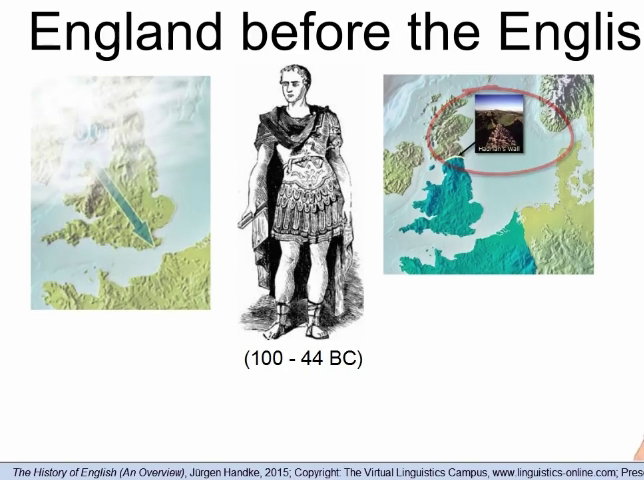 England before the Englis
Hadrian's Wall
(100 - 44 BC)
The History of English (An Overview), Jürgen Handke, 2015; Copyright: The Virtual Linguistics Campus, www.linguistics-online.com; Pres